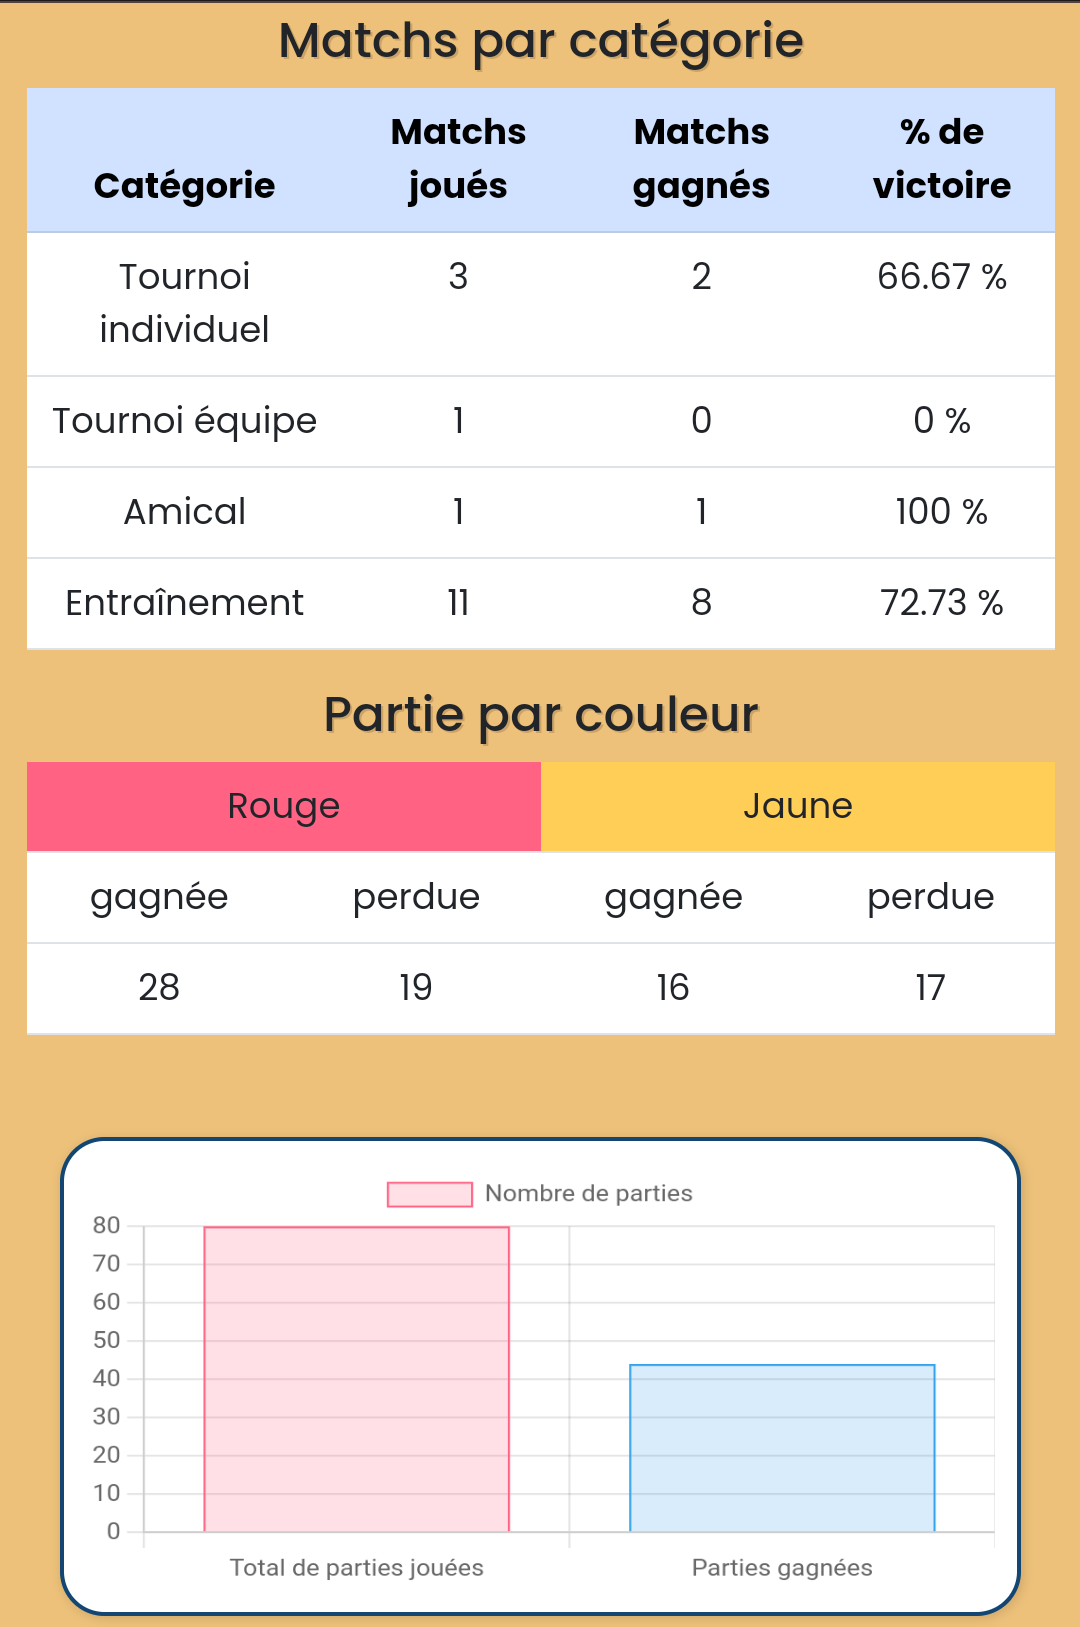 Matchs par catégorie
Catégorie Matchs joués Matchs gagnés % de victoire
Tournoi individuel 3 2 66.67 %
Tournoi équipe 1 0 0 %
Amical 1 1 100 %
Entraînement 11 8 72.73 %
Partie par couleur
Rouge Jaune
gagnée perdue gagnée perdue
28 19 16 17
Nombre de parties
80
70
60
50
40
30
20
10
0
Total de parties jouées Parties gagnées